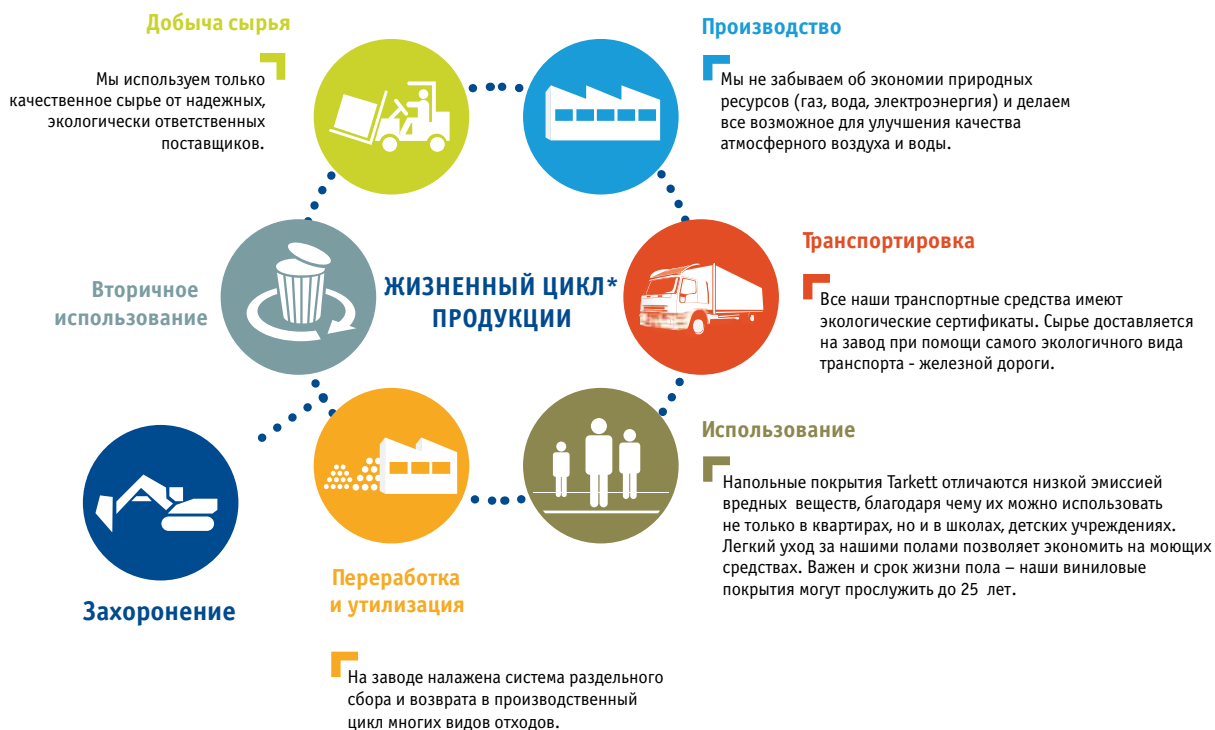 Добыча сырья
Мы используем только
качественное сырье от надежных,
экологически ответственных
поставщиков.
Производство
Мы не забываем об экономии природных
ресурсов (газ, вода, электроэнергия) и делаем
все возможное для улучшения качества
атмосферного воздуха и воды.
Транспортировка
Все наши транспортные средства имеют
экологические сертификаты. Сырье доставляется
на завод при помощи самого экологичного вида
транспорта - железной дороги.
ЖИЗНЕННЫЙ ЦИКЛ*
ПРОДУКЦИИ
Вторичное
использование
Использование
Напольные покрытия Tarkett отличаются низкой эмиссией
вредных веществ, благодаря чему их можно использовать
не только в квартирах, но и в школах, детских учреждениях.
Легкий уход за нашими полами позволяет экономить на моющих
средствах. Важен и срок жизни пола – наши виниловые
покрытия могут прослужить до 25 лет.
Переработка
и утилизация
На заводе налажена система раздельного
сбора и возврата в производственный
цикл многих видов отходов.
Захоронение